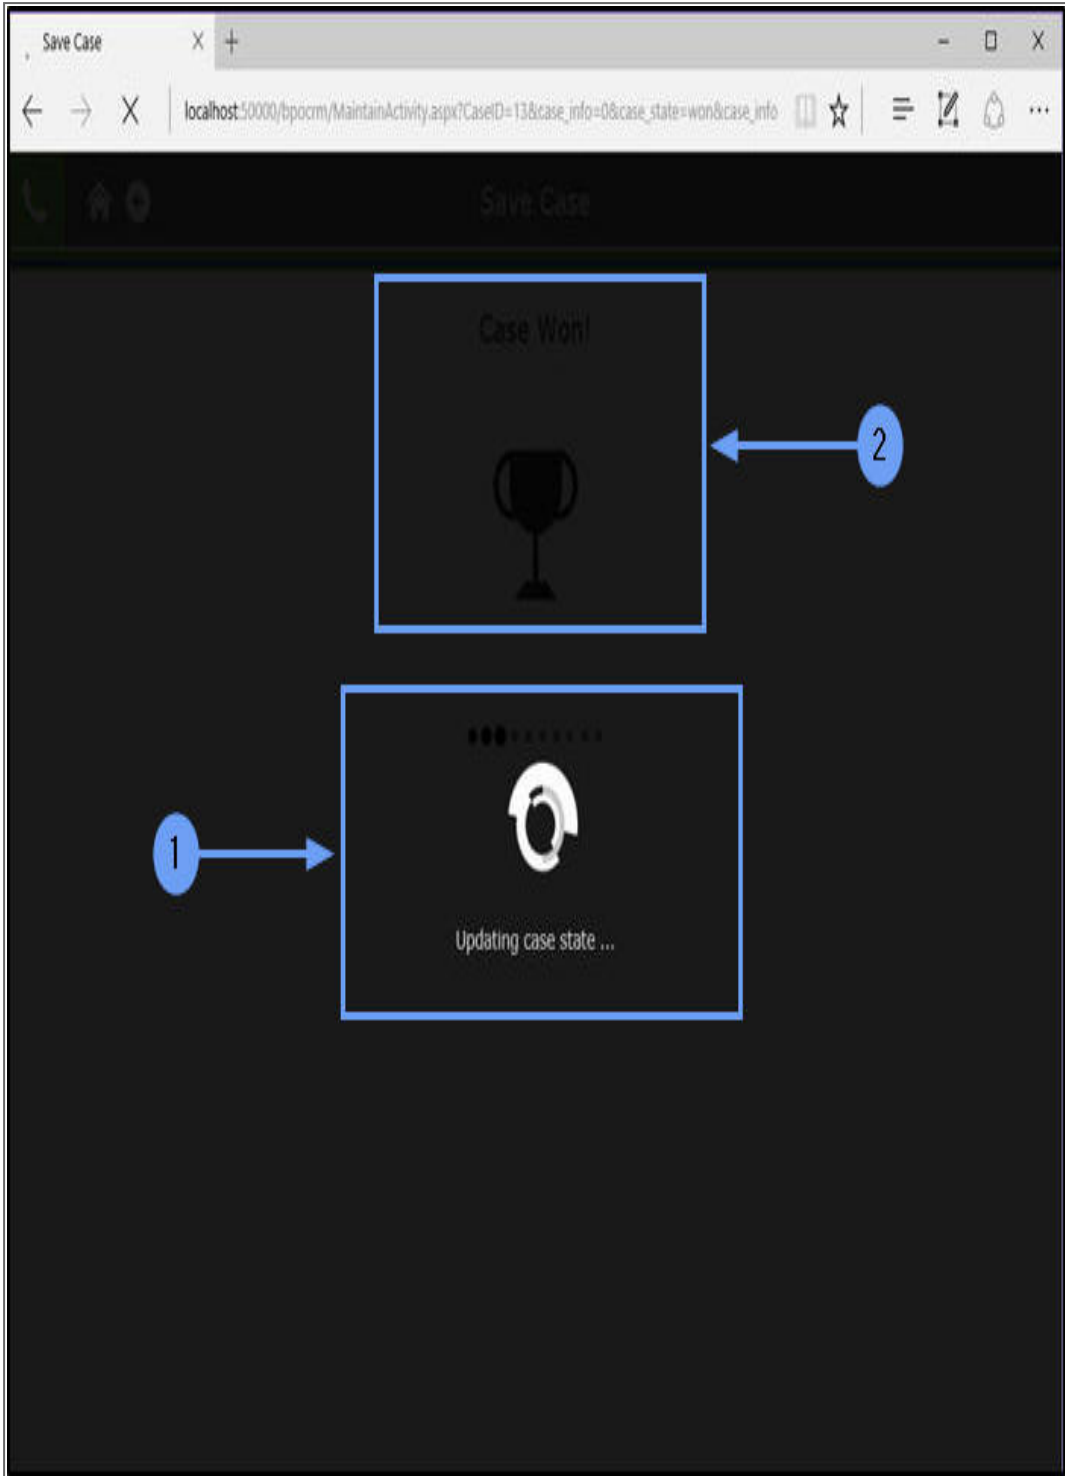 Save Case
localhost:50000/bpocrm/MaintainActivity.aspx?CaseID=13&case_info=0&case_state=won&case_info
Save Case
Case Won!
2
1
Updating case state ...